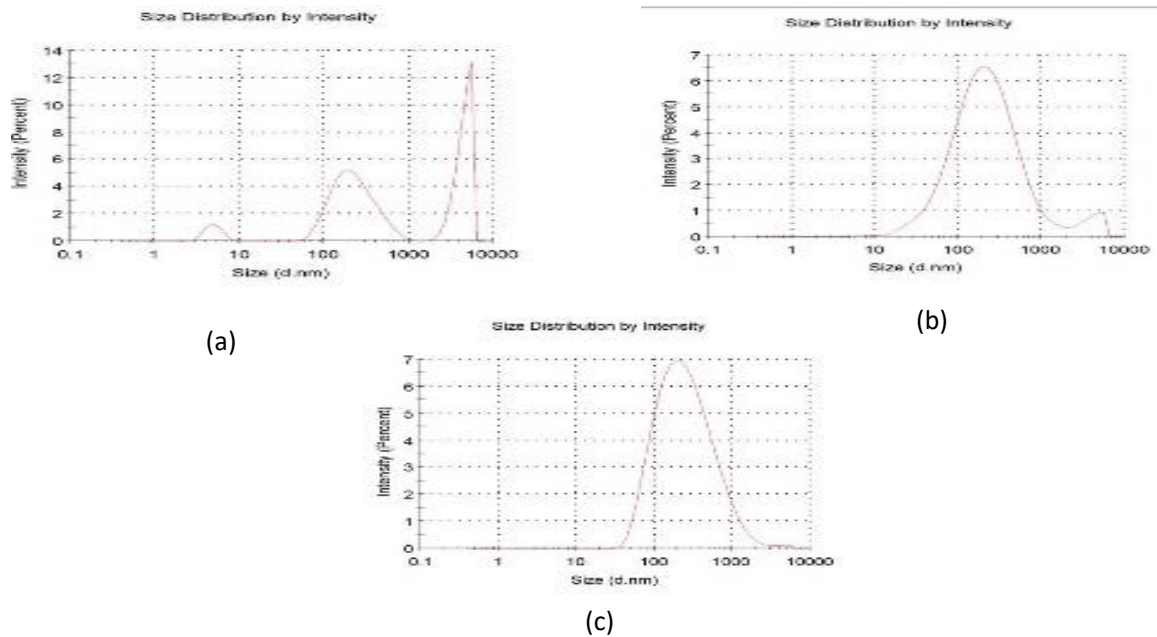 Size Distribution by Intensity
14
12
10
8
6
4
2
0
Intensity (Percent)
0.1 1 10 100 1000 10000
Size (d.nm)
(a)
Size Distribution by Intensity
7
6
5
4
3
2
1
0
Intensity (Percent)
0.1 1 10 100 1000 10000
Size (d.nm)
(b)
Size Distribution by Intensity
7
6
5
4
3
2
1
0
Intensity (Percent)
0.1 1 10 100 1000 10000
Size (d.nm)
(c)